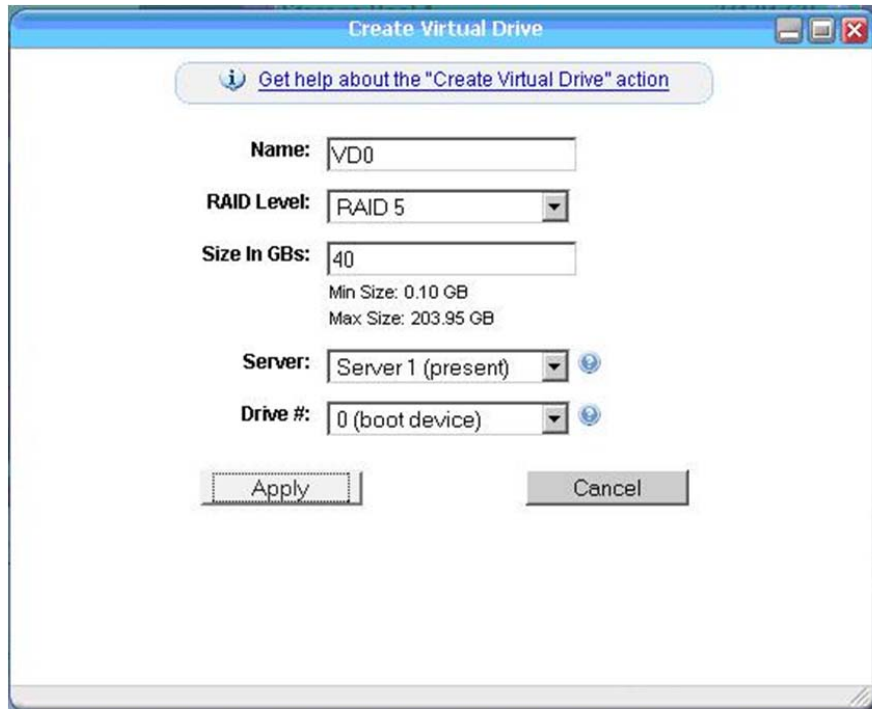 Create Virtual Drive
Get help about the "Create Virtual Drive" action
Name: VD0
RAID Level: RAID 5
Size In GBs: 40
Min Size: 0.10 GB
Max Size: 203.95 GB
Server: Server 1 (present)
Drive #: 0 (boot device)
Apply Cancel